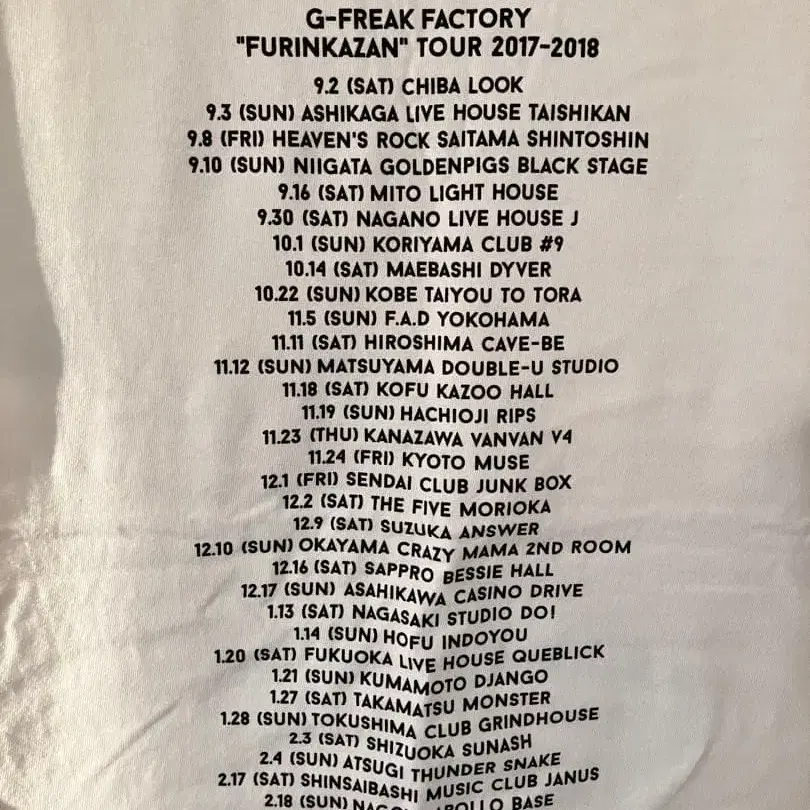 G-FREAK FACTORY
"FURINKAZAN" TOUR 2017-2018
9.2 (SAT) CHIBA LOOK
9.3 (SUN) ASHIKAGA LIVE HOUSE TAISHIKAN
9.8 (FRI) HEAVEN'S ROCK SAITAMA SHINTOSHIN
9.10 (SUN) NIIGATA GOLDENPIGS BLACK STAGE
9.16 (SAT) MITO LIGHT HOUSE
9.30 (SAT) NAGANO LIVE HOUSE J
10.1 (SUN) KORIYAMA CLUB #9
10.14 (SAT) MAEBASHI DYVER
10.22 (SUN) KOBE TAIYOU TO TORA
11.5 (SUN) F.A.D YOKOHAMA
11.11 (SAT) HIROSHIMA CAVE-BE
11.12 (SUN) MATSUYAMA DOUBLE-U STUDIO
11.18 (SAT) KOFU KAZOO HALL
11.19 (SUN) HACHIOJI RIPS
11.23 (THU) KANAZAWA VANVAN V4
11.24 (FRI) KYOTO MUSE
12.1 (FRI) SENDAI CLUB JUNK BOX
12.2 (SAT) THE FIVE MORIOKA
12.9 (SAT) SUZUKA ANSWER
12.10 (SUN) OKAYAMA CRAZY MAMA 2ND ROOM
12.16 (SAT) SAPPRO BESSIE HALL
12.17 (SUN) ASAHIKAWA CASINO DRIVE
1.13 (SAT) NAGASAKI STUDIO DO!
1.14 (SUN) HOFU INDOYOU
1.20 (SAT) FUKUOKA LIVE HOUSE QUEBLICK
1.21 (SUN) KUMAMOTO DJANGO
1.27 (SAT) TAKAMATSU MONSTER
1.28 (SUN) TOKUSHIMA CLUB GRINDHOUSE
2.3 (SAT) SHIZUOKA SUNASH
2.4 (SUN) ATSUGI THUNDER SNAKE
2.17 (SAT) SHINSAIBASHI MUSIC CLUB JANUS
2.18 (SUN) BASE